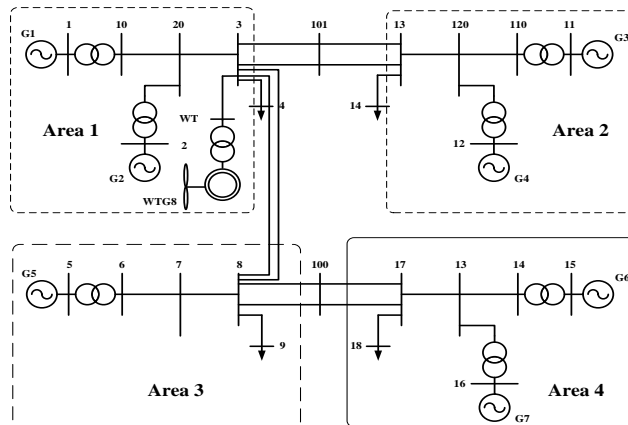 G1 1 10 20 3 101 13 120 110 11 G3
Area 1 WT 4 14 Area 2
2 12
G2 WTG8 G4
G5 5 6 7 8 100 17 13 14 15 G6
9 18
Area 3 16 Area 4
G7